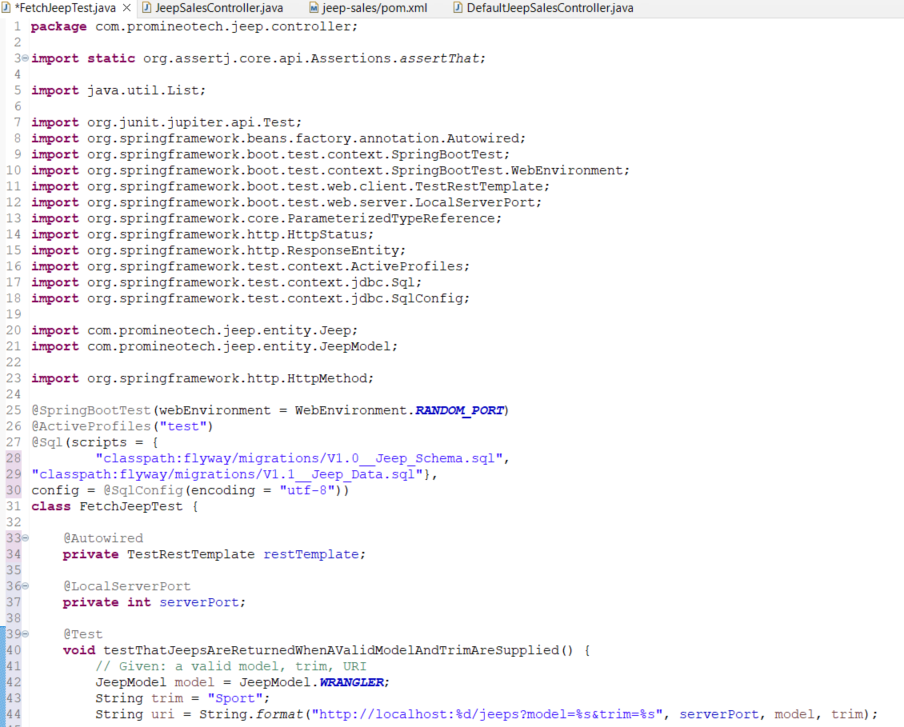 *FetchJeepTest.java JeepSalesController.java jeep-sales/pom.xml DefaultJeepSalesController.java
1 package com.promineotech.jeep.controller;
2
3 import static org.assertj.core.api.Assertions.assertThat;
4
5 import java.util.List;
6
7 import org.junit.jupiter.api.Test;
8 import org.springframework.beans.factory.annotation.Autowired;
9 import org.springframework.boot.test.context.SpringBootTest;
10 import org.springframework.boot.test.context.SpringBootTest.WebEnvironment;
11 import org.springframework.boot.test.web.client.TestRestTemplate;
12 import org.springframework.boot.test.web.server.LocalServerPort;
13 import org.springframework.core.ParameterizedTypeReference;
14 import org.springframework.http.HttpStatus;
15 import org.springframework.http.ResponseEntity;
16 import org.springframework.test.context.ActiveProfiles;
17 import org.springframework.test.context.jdbc.Sql;
18 import org.springframework.test.context.jdbc.SqlConfig;
19
20 import com.promineotech.jeep.entity.Jeep;
21 import com.promineotech.jeep.entity.JeepModel;
22
23 import org.springframework.http.HttpMethod;
24
25 @SpringBootTest(webEnvironment = WebEnvironment.RANDOM_PORT)
26 @ActiveProfiles("test")
27 @Sql(scripts = {
28 "classpath:flyway/migrations/V1.0__Jeep_Schema.sql",
29 "classpath:flyway/migrations/V1.1__Jeep_Data.sql"},
30 config = @SqlConfig(encoding = "utf-8"))
31 class FetchJeepTest {
32
33 @Autowired
34 private TestRestTemplate restTemplate;
35
36 @LocalServerPort
37 private int serverPort;
38
39 @Test
40 void testThatJeepsAreReturnedWhenAValidModelAndTrimAreSupplied() {
41 // Given: a valid model, trim, URI
42 JeepModel model = JeepModel.WRANGLER;
43 String trim = "Sport";
44 String uri = String.format("http://localhost:%d/jeeps?model=%s&trim=%s", serverPort, model, trim);